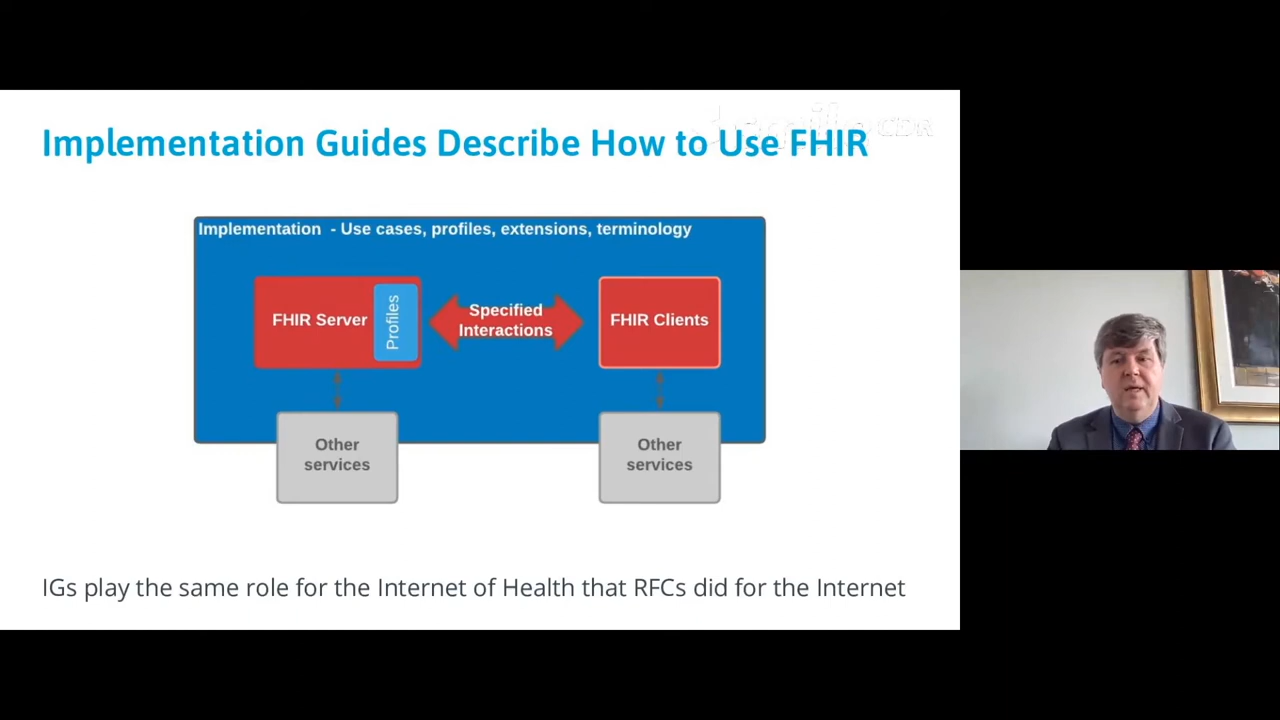 Implementation Guides Describe How to Use FHIR
CDR
Implementation - Use cases, profiles, extensions, terminology
FHIR Server
Profiles
Specified
Interactions
FHIR Clients
Other
services
Other
services
IGs play the same role for the Internet of Health that RFCs did for the Internet